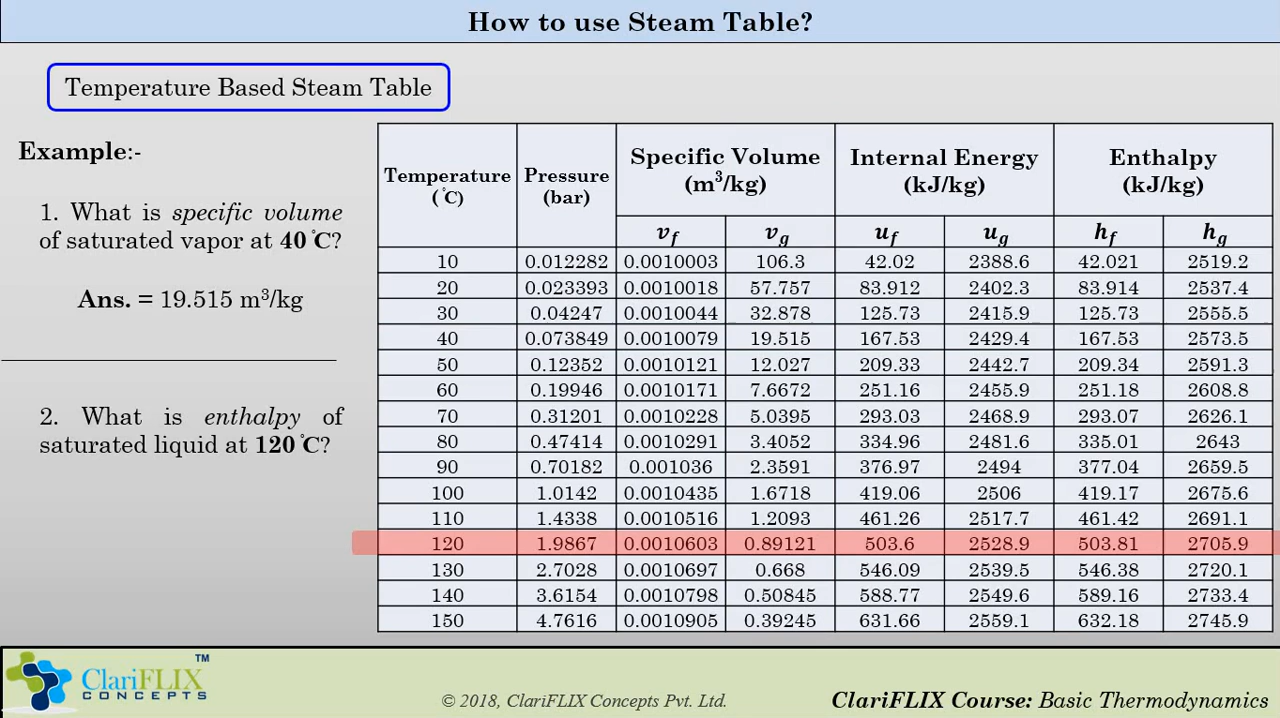 How to use Steam Table?
Temperature Based Steam Table
Example:-
1. What is specific volume
of saturated vapor at 40°C?
Ans. = 19.515 m³/kg
2. What is enthalpy of
saturated liquid at 120°C?
Temperature (°C) Pressure (bar) Specific Volume (m³/kg) Internal Energy (kJ/kg) Enthalpy (kJ/kg)
v_f v_g u_f u_g h_f h_g
10 0.012282 0.0010003 106.3 42.02 2388.6 42.021 2519.2
20 0.023393 0.0010018 57.757 83.912 2402.3 83.914 2537.4
30 0.04247 0.0010044 32.878 125.73 2415.9 125.73 2555.5
40 0.073849 0.0010079 19.515 167.53 2429.4 167.53 2573.5
50 0.12352 0.0010121 12.027 209.33 2442.7 209.34 2591.3
60 0.19946 0.0010171 7.6672 251.16 2455.9 251.18 2608.8
70 0.31201 0.0010228 5.0395 293.03 2468.9 293.07 2626.1
80 0.47414 0.0010291 3.4052 334.96 2481.6 335.01 2643
90 0.70182 0.001036 2.3591 376.97 2494 377.04 2659.5
100 1.0142 0.0010435 1.6718 419.06 2506 419.17 2675.6
110 1.4338 0.0010516 1.2093 461.26 2517.7 461.42 2691.1
120 1.9867 0.0010603 0.89121 503.6 2528.9 503.81 2705.9
130 2.7028 0.0010697 0.668 546.09 2539.5 546.38 2720.1
140 3.6154 0.0010798 0.50845 588.77 2549.6 589.16 2733.4
150 4.7616 0.0010905 0.39245 631.66 2559.1 632.18 2745.9
ClariFLIX TM
CONCEPTS
© 2018, ClariFLIX Concepts Pvt. Ltd.
ClariFLIX Course: Basic Thermodynamics